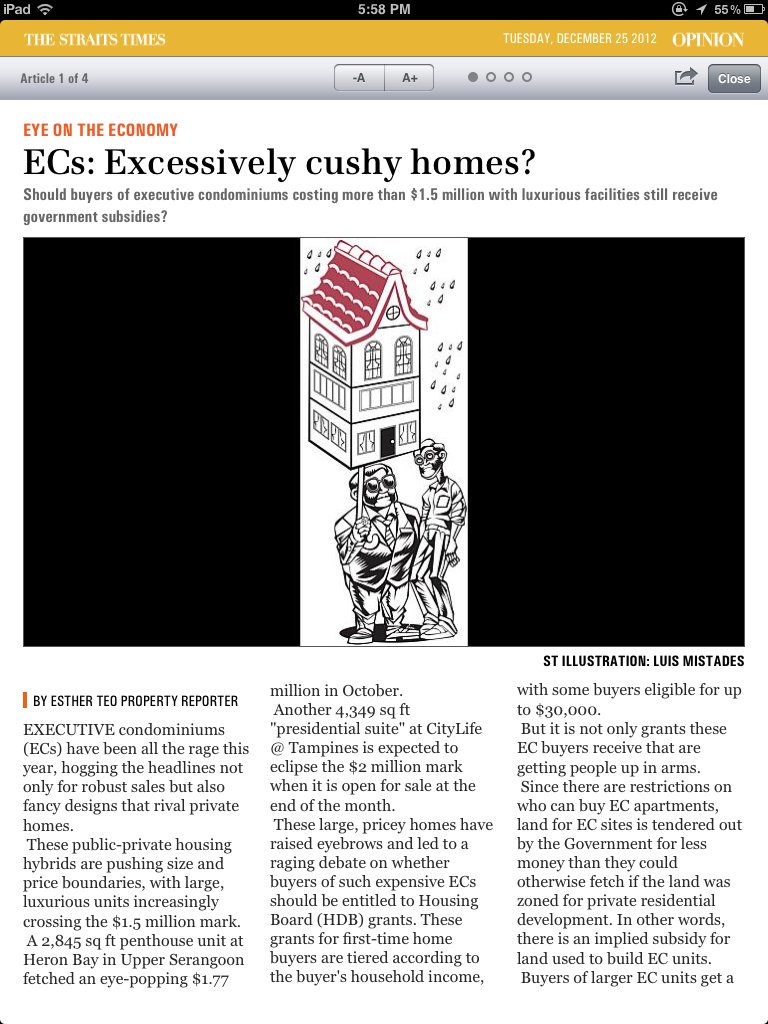 iPad 5:58 PM 55%
THE STRAITS TIMES TUESDAY, DECEMBER 25 2012 OPINION
Article 1 of 4 -A A+ Close
EYE ON THE ECONOMY
ECs: Excessively cushy homes?
Should buyers of executive condominiums costing more than $1.5 million with luxurious facilities still receive
government subsidies?
ST ILLUSTRATION: LUIS MISTADES
BY ESTHER TEO PROPERTY REPORTER
EXECUTIVE condominiums
(ECs) have been all the rage this
year, hogging the headlines not
only for robust sales but also
fancy designs that rival private
homes.
These public-private housing
hybrids are pushing size and
price boundaries, with large,
luxurious units increasingly
crossing the $1.5 million mark.
A 2,845 sq ft penthouse unit at
Heron Bay in Upper Serangoon
fetched an eye-popping $1.77
million in October.
Another 4,349 sq ft
"presidential suite" at CityLife
@ Tampines is expected to
eclipse the $2 million mark
when it is open for sale at the
end of the month.
These large, pricey homes have
raised eyebrows and led to a
raging debate on whether
buyers of such expensive ECs
should be entitled to Housing
Board (HDB) grants. These
grants for first-time home
buyers are tiered according to
the buyer's household income,
with some buyers eligible for up
to $30,000.
But it is not only grants these
EC buyers receive that are
getting people up in arms.
Since there are restrictions on
who can buy EC apartments,
land for EC sites is tendered out
by the Government for less
money than they could
otherwise fetch if the land was
zoned for private residential
development. In other words,
there is an implied subsidy for
land used to build EC units.
Buyers of larger EC units get a